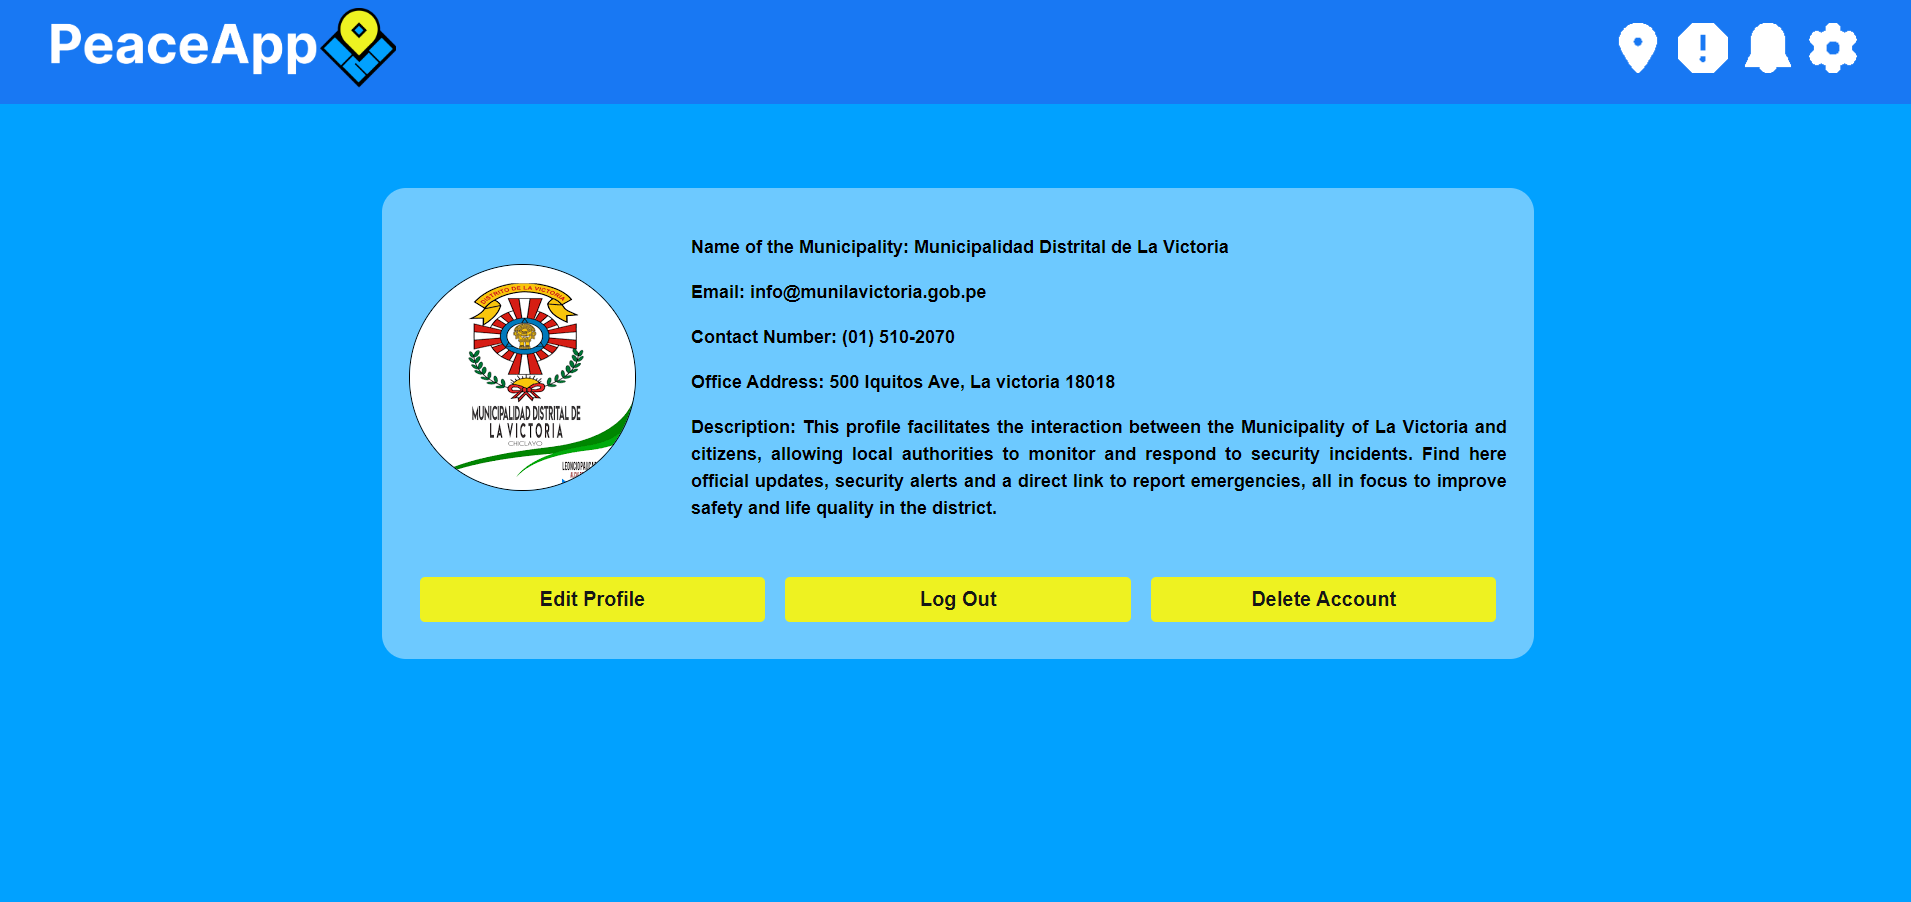 PeaceApp
Name of the Municipality: Municipalidad Distrital de La Victoria
Email: info@munilavictoria.gob.pe
Contact Number: (01) 510-2070
Office Address: 500 Iquitos Ave, La victoria 18018
Description: This profile facilitates the interaction between the Municipality of La Victoria and
citizens, allowing local authorities to monitor and respond to security incidents. Find here
official updates, security alerts and a direct link to report emergencies, all in focus to improve
safety and life quality in the district.
DISTRITO DE LA VICTORIA
MUNICIPALIDAD DISTRITAL DE
LA VICTORIA
CHICLAYO
Edit Profile
Log Out
Delete Account